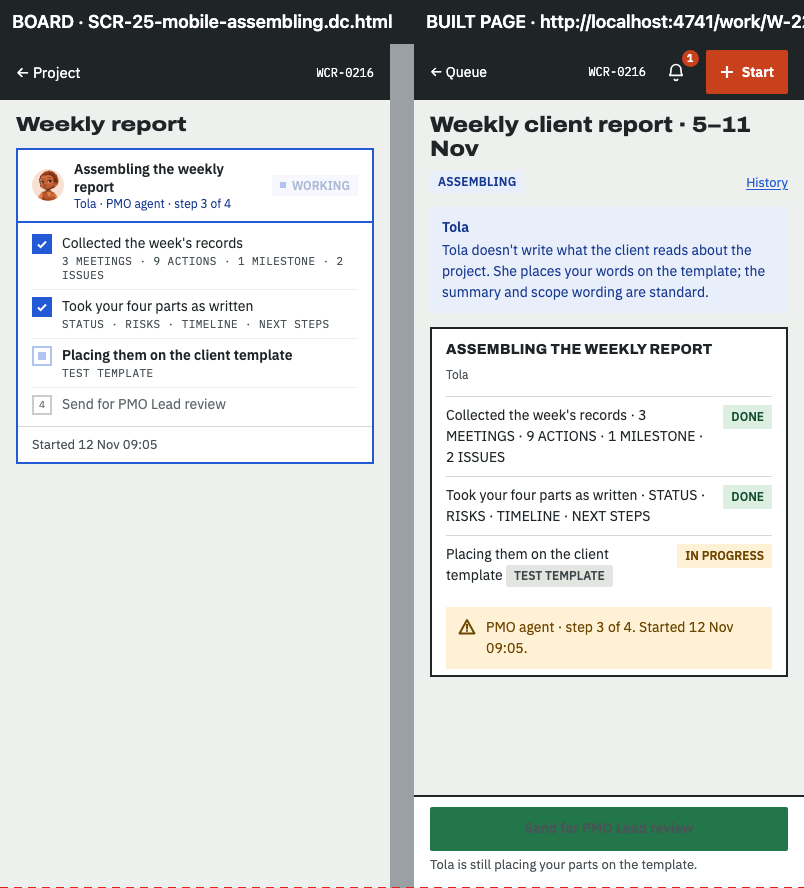 BOARD · SCR-25-mobile-assembling.dc.html
← Project
WCR-0216
Weekly report
Assembling the weekly
report
Tola · PMO agent · step 3 of 4
WORKING
Collected the week's records
3 MEETINGS · 9 ACTIONS · 1 MILESTONE · 2
ISSUES
Took your four parts as written
STATUS · RISKS · TIMELINE · NEXT STEPS
Placing them on the client template
TEST TEMPLATE
4
Send for PMO Lead review
Started 12 Nov 09:05
BUILT PAGE · http://localhost:4741/work/W-2
← Queue
WCR-0216
1
+ Start
Weekly client report · 5–11
Nov
ASSEMBLING
History
Tola
Tola doesn't write what the client reads about the
project. She places your words on the template; the
summary and scope wording are standard.
ASSEMBLING THE WEEKLY REPORT
Tola
Collected the week's records · 3
MEETINGS · 9 ACTIONS · 1 MILESTONE ·
2 ISSUES
DONE
Took your four parts as written · STATUS ·
RISKS · TIMELINE · NEXT STEPS
DONE
Placing them on the client
template TEST TEMPLATE
IN PROGRESS
PMO agent · step 3 of 4. Started 12 Nov
09:05.
Send for PMO Lead review
Tola is still placing your parts on the template.